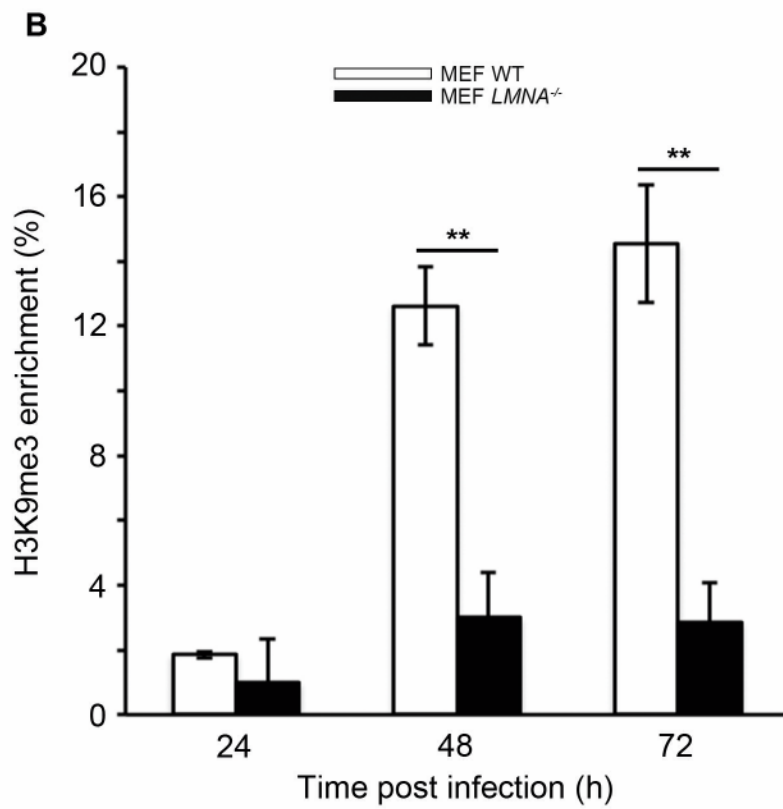 B
MEF WT
MEF LMNA-/-
H3K9me3 enrichment (%)
20
16
12
8
4
0
**
**
24 48 72
Time post infection (h)